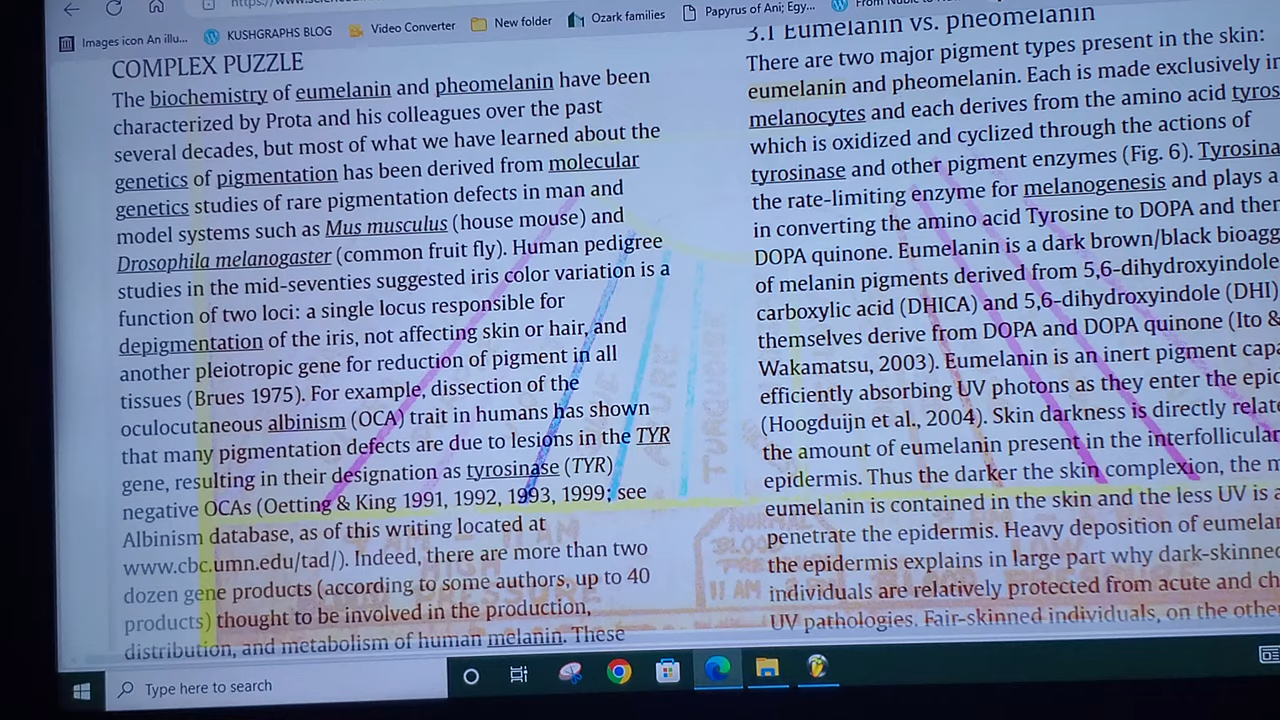 Images icon An illu...
KUSHGRAPHS BLOG
Video Converter
New folder
Ozark families
Papyrus of Ani; Egy...
From Nubic to
COMPLEX PUZZLE
The biochemistry of eumelanin and pheomelanin have been
characterized by Prota and his colleagues over the past
several decades, but most of what we have learned about the
genetics of pigmentation has been derived from molecular
genetics studies of rare pigmentation defects in man and
model systems such as Mus musculus (house mouse) and
Drosophila melanogaster (common fruit fly). Human pedigree
studies in the mid-seventies suggested iris color variation is a
function of two loci: a single locus responsible for
depigmentation of the iris, not affecting skin or hair, and
another pleiotropic gene for reduction of pigment in all
tissues (Brues 1975). For example, dissection of the
oculocutaneous albinism (OCA) trait in humans has shown
that many pigmentation defects are due to lesions in the TYR
gene, resulting in their designation as tyrosinase (TYR)
negative OCAs (Oetting & King 1991, 1992, 1993, 1999; see
Albinism database, as of this writing located at
www.cbc.umn.edu/tad/). Indeed, there are more than two
dozen gene products (according to some authors, up to 40
products) thought to be involved in the production,
distribution, and metabolism of human melanin. These
3.1 Eumelanin vs. pheomelanin
There are two major pigment types present in the skin:
eumelanin and pheomelanin. Each is made exclusively in
melanocytes and each derives from the amino acid tyros
which is oxidized and cyclized through the actions of
tyrosinase and other pigment enzymes (Fig. 6). Tyrosina
the rate-limiting enzyme for melanogenesis and plays a
in converting the amino acid Tyrosine to DOPA and then
DOPA quinone. Eumelanin is a dark brown/black bioagg
of melanin pigments derived from 5,6-dihydroxyindole
carboxylic acid (DHICA) and 5,6-dihydroxyindole (DHI)
themselves derive from DOPA and DOPA quinone (Ito &
Wakamatsu, 2003). Eumelanin is an inert pigment capa
efficiently absorbing UV photons as they enter the epid
(Hoogduijn et al., 2004). Skin darkness is directly relate
the amount of eumelanin present in the interfollicular
epidermis. Thus the darker the skin complexion, the m
eumelanin is contained in the skin and the less UV is a
penetrate the epidermis. Heavy deposition of eumelan
the epidermis explains in large part why dark-skinned
individuals are relatively protected from acute and ch
UV pathologies. Fair-skinned individuals, on the other
AZURE
TURQUOISE
11 AM
HIGH
PRESSURE
NORMAL
BLOOD
11 AM
LOW
Type here to search